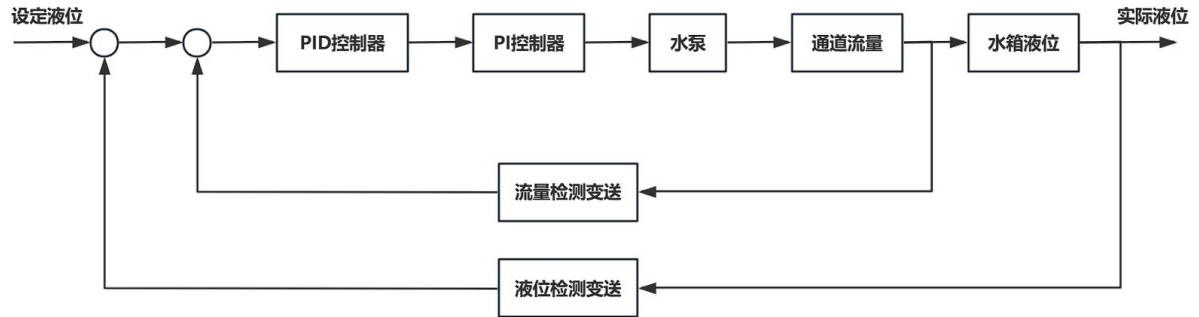 设定液位
实际液位
PID控制器
PI控制器
水泵
通道流量
水箱液位
流量检测变送
液位检测变送